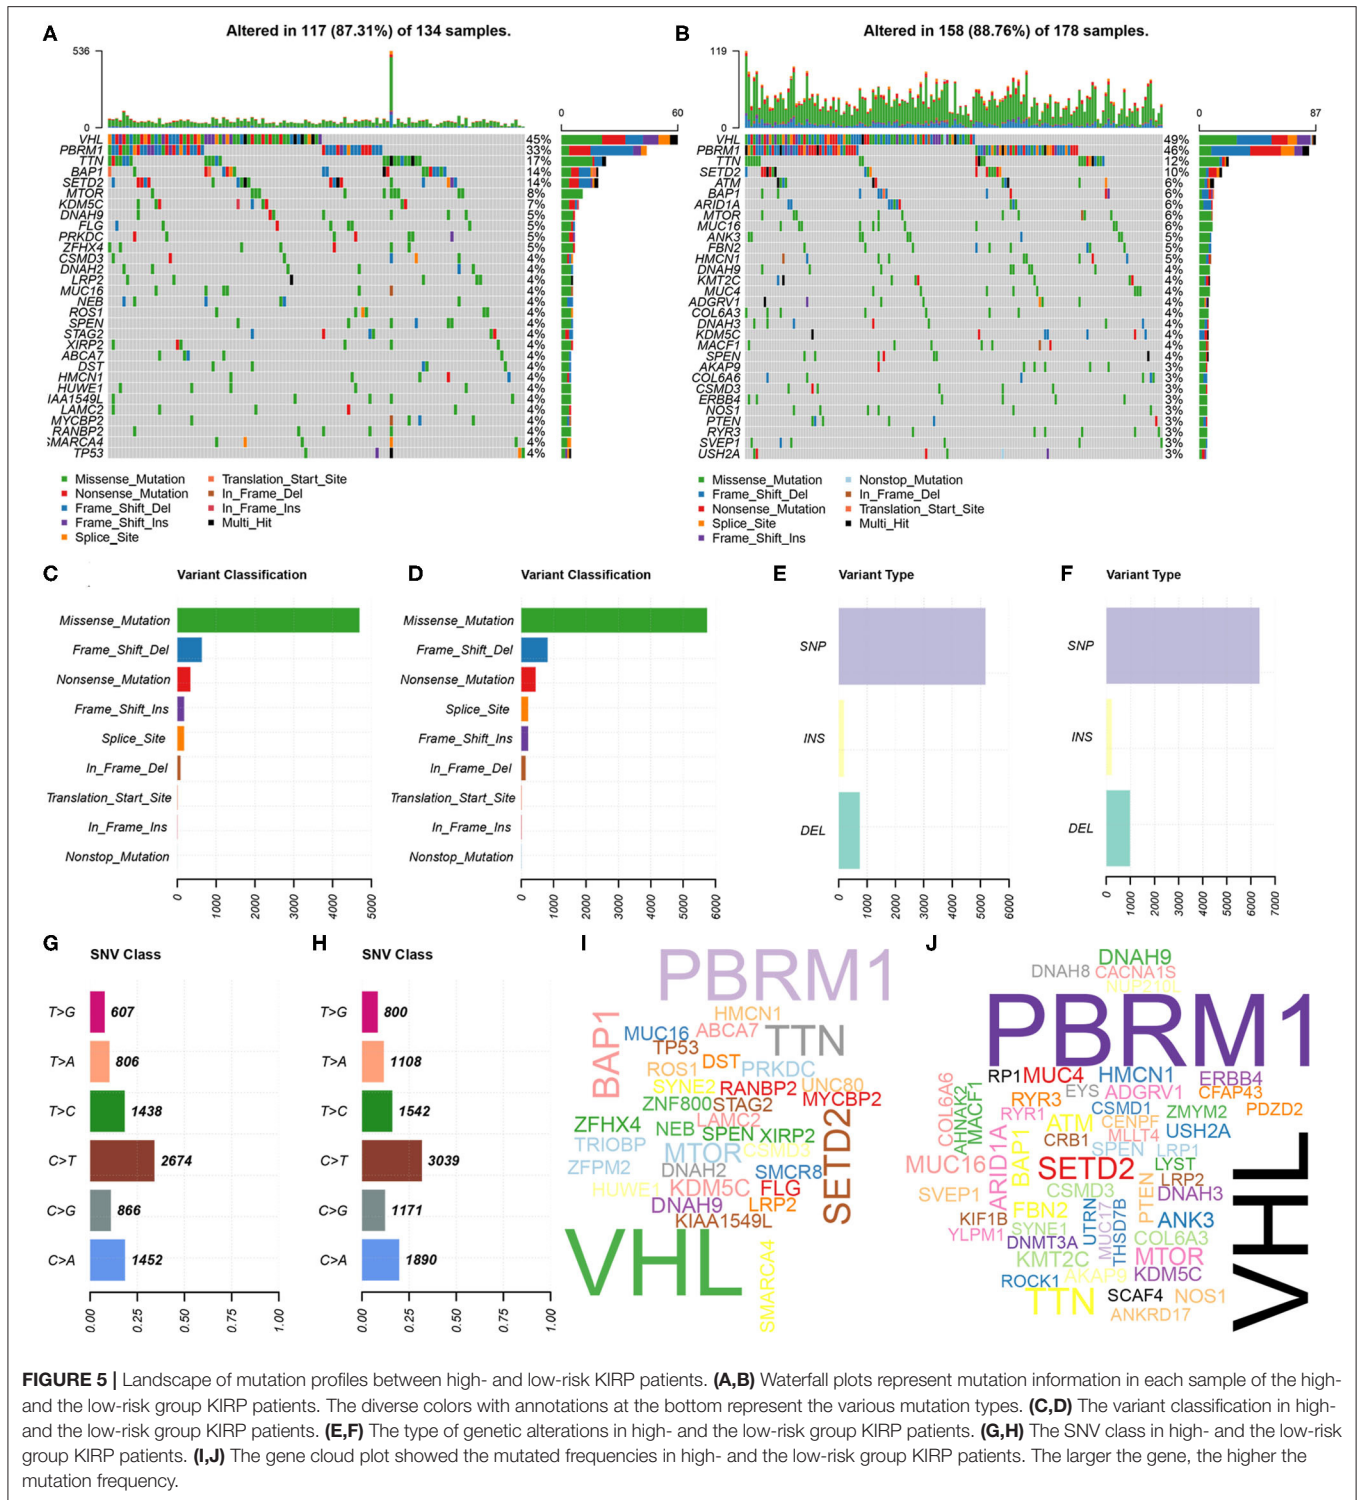 A
Altered in 117 (87.31%) of 134 samples.
536
0
0
60
VHL 45%
PBRM1 33%
TTN 17%
BAP1 14%
SETD2 14%
MTOR 8%
KDM5C 7%
DNAH9 5%
FLG 5%
PRKDC 5%
ZFHX4 5%
CSMD3 4%
DNAH2 4%
LRP2 4%
MUC16 4%
NEB 4%
ROS1 4%
SPEN 4%
STAG2 4%
XIRP2 4%
ABCA7 4%
DST 4%
HMCN1 4%
HUWE1 4%
IAA1549L 4%
LAMC2 4%
MYCBP2 4%
RANBP2 4%
SMARCA4 4%
TP53 4%
Missense_Mutation
Nonsense_Mutation
Frame_Shift_Del
Frame_Shift_Ins
Splice_Site
Translation_Start_Site
In_Frame_Del
In_Frame_Ins
Multi_Hit
B
Altered in 158 (88.76%) of 178 samples.
119
0
0
87
VHL 49%
PBRM1 46%
TTN 12%
SETD2 10%
ATM 6%
BAP1 6%
ARID1A 6%
MTOR 6%
MUC16 6%
ANK3 5%
FBN2 5%
HMCN1 5%
DNAH9 4%
KMT2C 4%
MUC4 4%
ADGRV1 4%
COL6A3 4%
DNAH3 4%
KDM5C 4%
MACF1 4%
SPEN 4%
AKAP9 3%
COL6A6 3%
CSMD3 3%
ERBB4 3%
NOS1 3%
PTEN 3%
RYR3 3%
SVEP1 3%
USH2A 3%
Missense_Mutation
Frame_Shift_Del
Nonsense_Mutation
Splice_Site
Frame_Shift_Ins
Nonstop_Mutation
In_Frame_Del
Translation_Start_Site
Multi_Hit
C
Variant Classification
Missense_Mutation
Frame_Shift_Del
Nonsense_Mutation
Frame_Shift_Ins
Splice_Site
In_Frame_Del
Translation_Start_Site
In_Frame_Ins
Nonstop_Mutation
0 1000 2000 3000 4000 5000
D
Variant Classification
Missense_Mutation
Frame_Shift_Del
Nonsense_Mutation
Splice_Site
Frame_Shift_Ins
In_Frame_Del
Translation_Start_Site
In_Frame_Ins
Nonstop_Mutation
0 1000 2000 3000 4000 5000 6000
E
Variant Type
SNP
INS
DEL
0 1000 2000 3000 4000 5000 6000
F
Variant Type
SNP
INS
DEL
0 1000 2000 3000 4000 5000 6000 7000
G
SNV Class
T>G 607
T>A 806
T>C 1438
C>T 2674
C>G 866
C>A 1452
0.00 0.25 0.50 0.75 1.00
H
SNV Class
T>G 800
T>A 1108
T>C 1542
C>T 3039
C>G 1171
C>A 1890
0.00 0.25 0.50 0.75 1.00
I
PBRM1
HMCN1
BAP1
MUC16 ABCA7 TTN
TP53
ROS1 DST PRKDC
SYNE2 RANBP2 UNC80
MYCBP2
ZNF800 STAG2
ZFHX4 LAMC2
NEB SPEN XIRP2
TRIOBP MTOR CSMD3
SETD2
ZFPM2 DNAH2 SMCR8
HUWE1 KDM5C FLG
DNAH9 LRP2
KIAA1549L
VHL
SMARCA4
J
DNAH9
DNAH8 CACNA1S
NUP210L
PBRM1
RP1 MUC4 HMCN1 ERBB4
COL6A6
AHNAK2
MACF1
EYS ADGRV1 CFAP43
RYR3
RYR1 CSMD1 ZMYM2 PDZD2
ATM CENPF USH2A
CRB1 MLLT4
ARID1A
BAP1
SPEN LRP1
MUC16 SETD2 LYST
LRP2
SVEP1 CSMD3 DNAH3
PTEN
FBN2
KIF1B SYNE1
UTRN
MUC17
THSD7B
ANK3
YLPM1 DNMT3A COL6A3
KMT2C MTOR
ROCK1 AKAP9 KDM5C
TTN SCAF4 NOS1
ANKRD17
VHL
FIGURE 5 | Landscape of mutation profiles between high- and low-risk KIRP patients. (A,B) Waterfall plots represent mutation information in each sample of the high-
and the low-risk group KIRP patients. The diverse colors with annotations at the bottom represent the various mutation types. (C,D) The variant classification in high-
and the low-risk group KIRP patients. (E,F) The type of genetic alterations in high- and the low-risk group KIRP patients. (G,H) The SNV class in high- and the low-risk
group KIRP patients. (I,J) The gene cloud plot showed the mutated frequencies in high- and the low-risk group KIRP patients. The larger the gene, the higher the
mutation frequency.